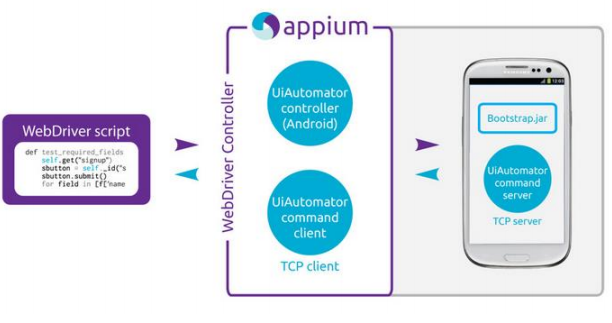 appium
WebDriver script
def test_required_fields
self.get("signup")
sbutton = self._id("s
sbutton.submit()
for field in [f['name
WebDriver Controller
UiAutomator
controller
(Android)
UiAutomator
command
client
TCP client
Bootstrap.jar
UiAutomator
command
server
TCP server